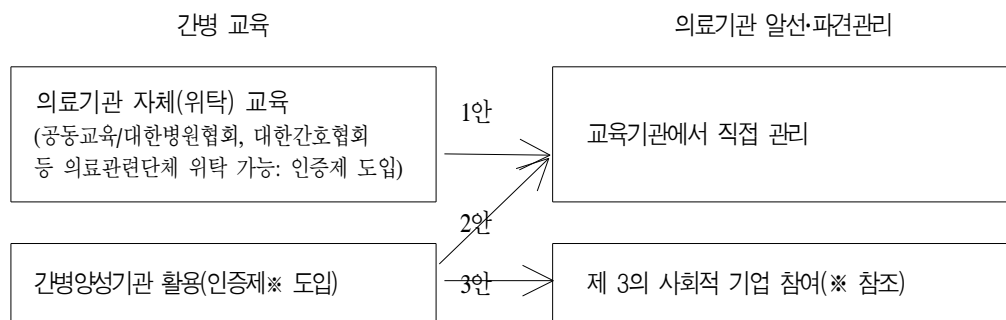 간병 교육
의료기관 알선·파견관리
의료기관 자체(위탁) 교육
(공동교육/대한병원협회, 대한간호협회
등 의료관련단체 위탁 가능: 인증제 도입)
1안
교육기관에서 직접 관리
2안
간병양성기관 활용(인증제※ 도입)
3안
제 3의 사회적 기업 참여(※ 참조)